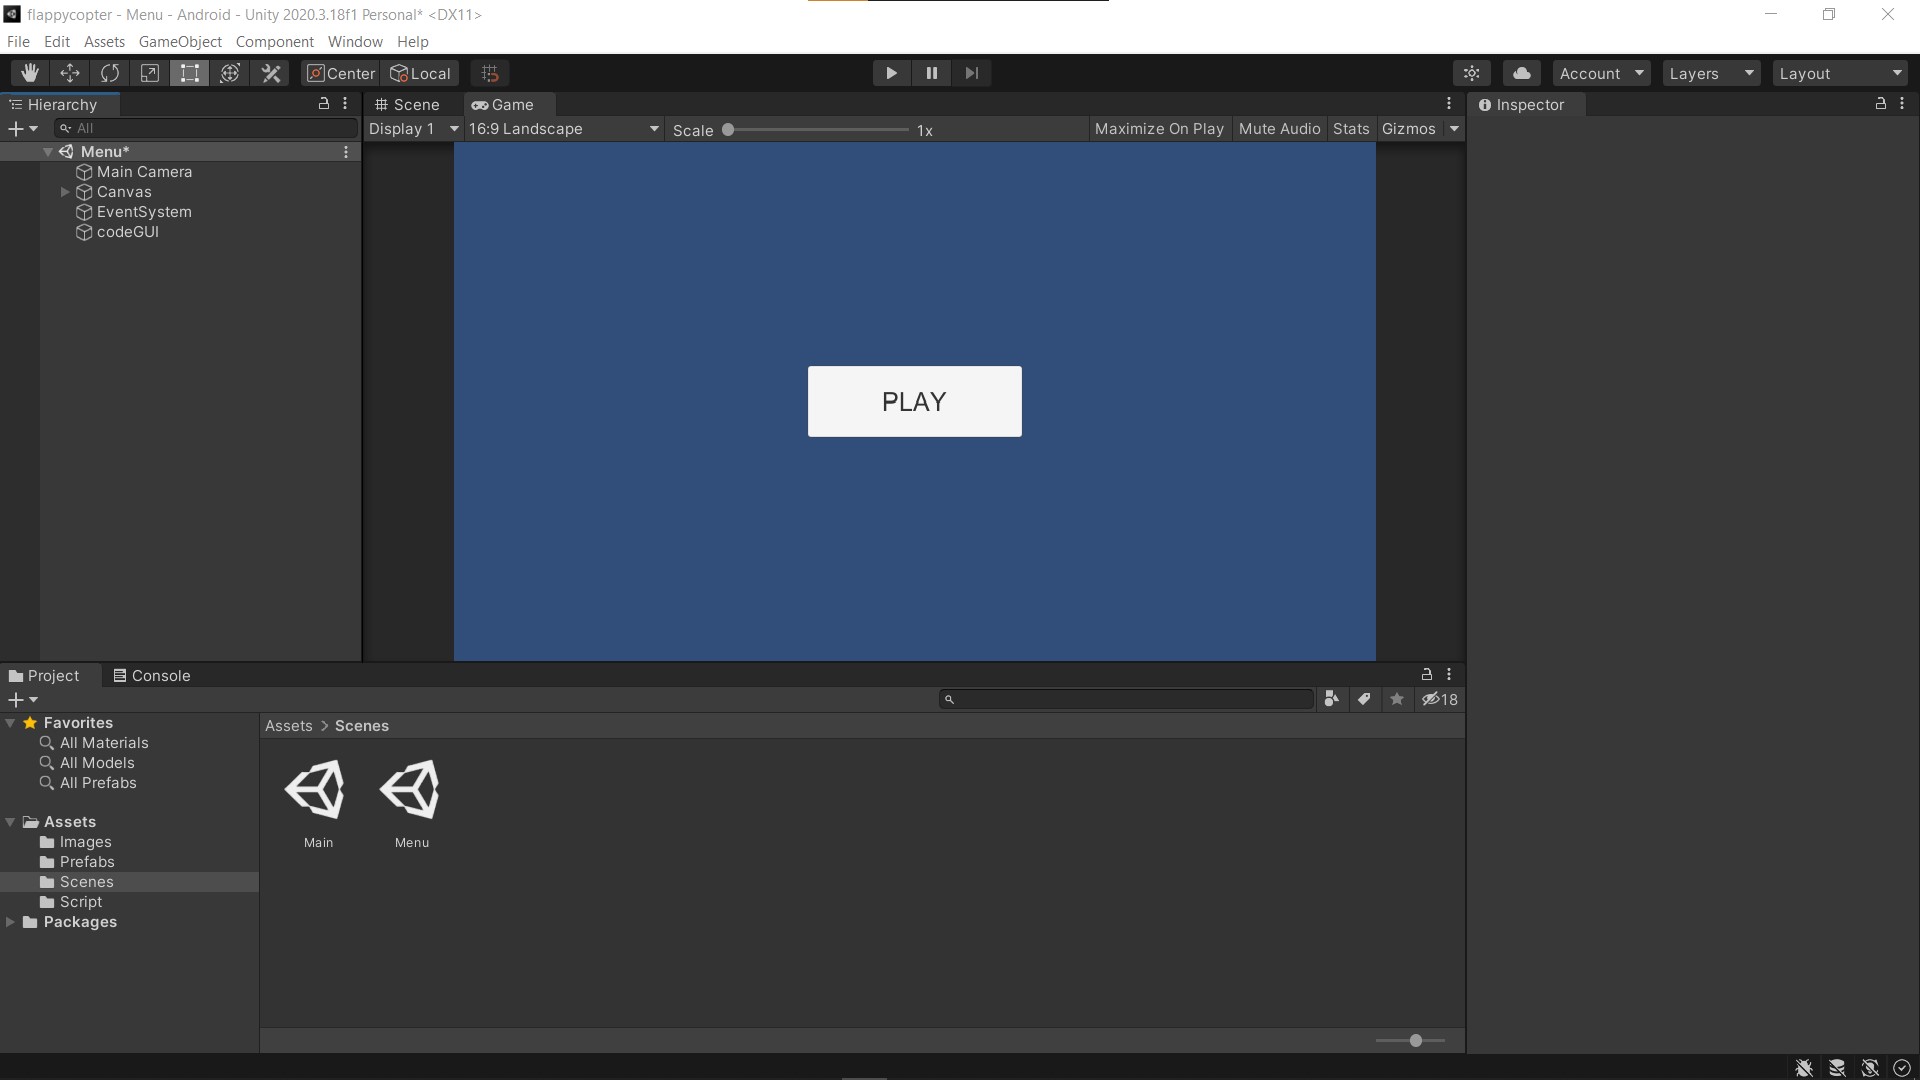 flappycopter - Menu - Android - Unity 2020.3.18f1 Personal* <DX11>
File Edit Assets GameObject Component Window Help
Center Local Account Layers Layout
Hierarchy Scene Game Inspector
All Display 1 16:9 Landscape Scale 1x Maximize On Play Mute Audio Stats Gizmos
Menu*
Main Camera
Canvas
EventSystem
codeGUI
PLAY
Project Console
18
Favorites Assets > Scenes
All Materials
All Models
All Prefabs
Assets
Images Main Menu
Prefabs
Scenes
Script
Packages